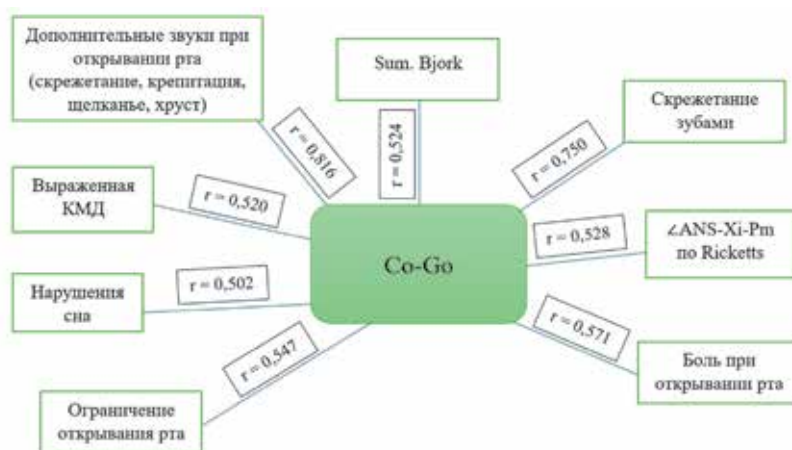 Дополнительные звуки при
открывании рта
(скрежетание, крепитация,
щелканье, хруст)
r = 0,816
Sum. Bjork
r = 0,524
Скрежетание
зубами
r = 0,750
Выраженная
КМД
r = 0,520
Co-Go
∠ANS-Xi-Pm
по Ricketts
r = 0,528
Нарушения
сна
r = 0,502
Боль при
открывании рта
r = 0,571
Ограничение
открывания рта
r = 0,547